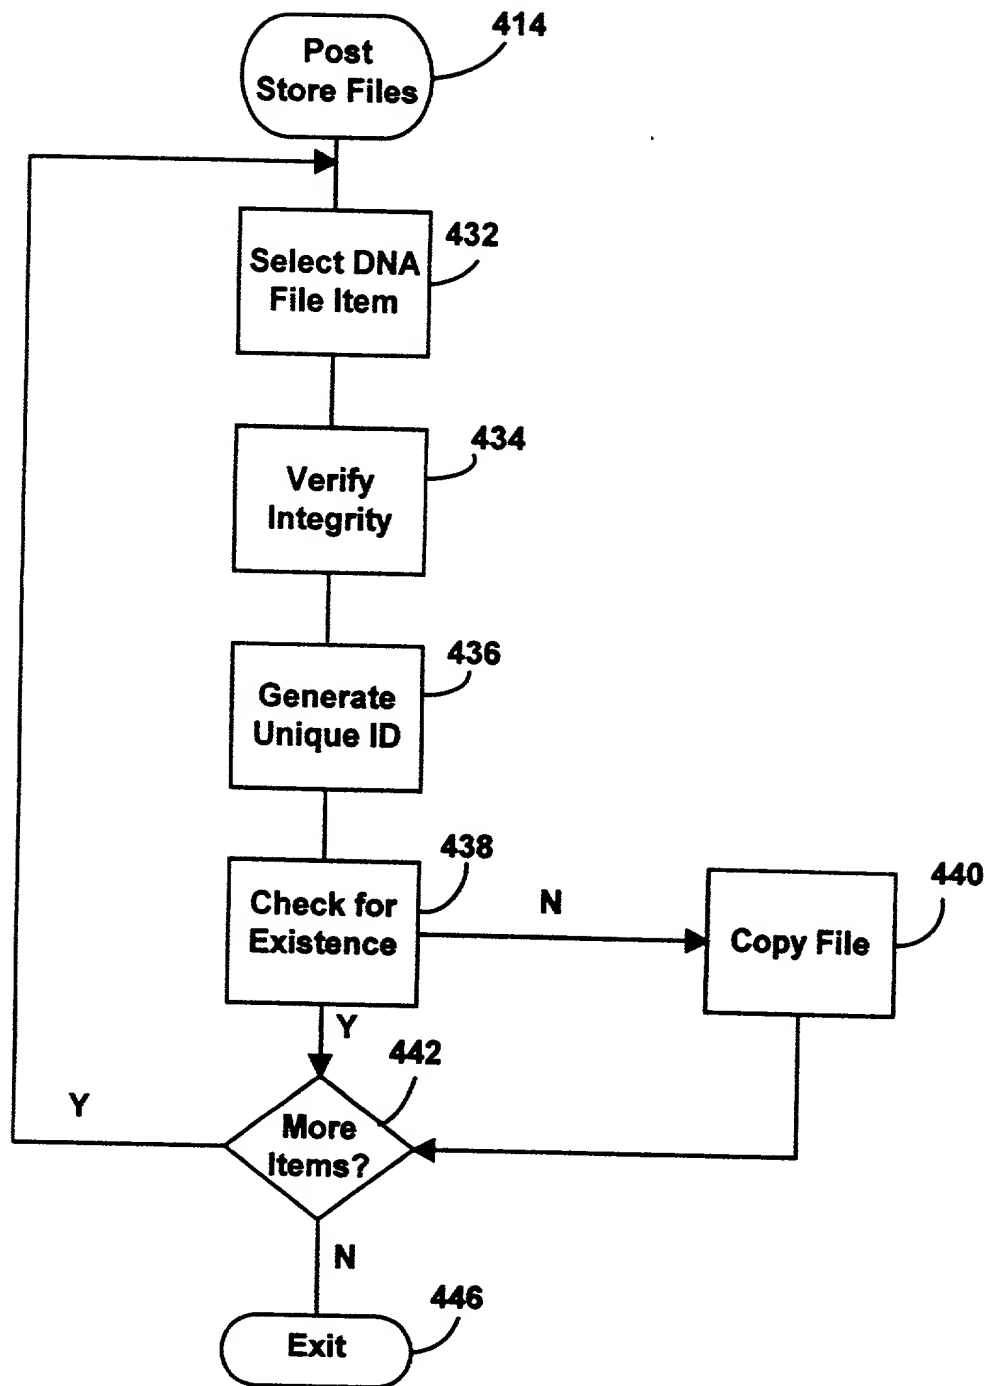 414
Post
Store Files
432
Select DNA
File Item
434
Verify
Integrity
436
Generate
Unique ID
438
Check for
Existence
N
440
Copy File
Y
442
Y
More
Items?
N
446
Exit